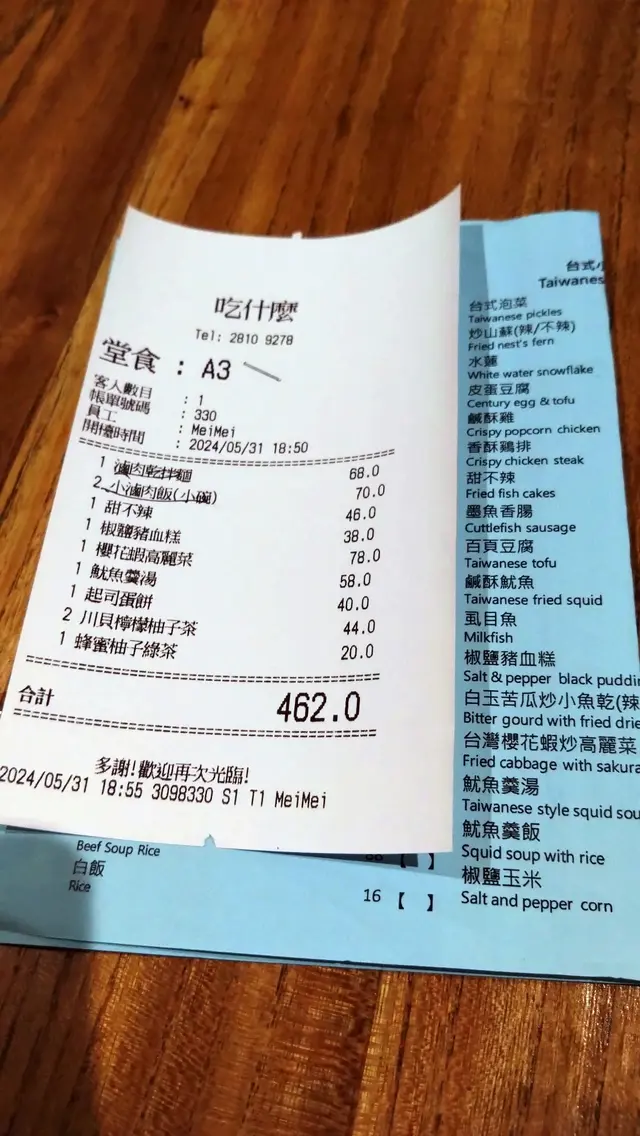 吃什麼
Tel: 2810 9278
堂食 : A3
客人數目 : 1
帳單號碼 : 330
員工 : MeiMei
開檯時間 : 2024/05/31 18:50
1 滷肉乾拌麵 68.0
2 小滷肉飯(小碗) 70.0
1 甜不辣 46.0
1 椒鹽豬血糕 38.0
1 櫻花蝦高麗菜 78.0
1 魷魚羹湯 58.0
1 起司蛋餅 40.0
2 川貝檸檬柚子茶 44.0
1 蜂蜜柚子綠茶 20.0
合計 462.0
多謝!歡迎再次光臨!
2024/05/31 18:55 3098330 S1 T1 MeiMei
Beef Soup Rice
白飯
Rice
16 【 】
台式
Taiwanes
台式泡菜
Taiwanese pickles
炒山蘇(辣/不辣)
Fried nest's fern
水蓮
White water snowflake
皮蛋豆腐
Century egg & tofu
鹹酥雞
Crispy popcorn chicken
香酥鷄排
Crispy chicken steak
甜不辣
Fried fish cakes
墨魚香腸
Cuttlefish sausage
百頁豆腐
Taiwanese tofu
鹹酥魷魚
Taiwanese fried squid
虱目魚
Milkfish
椒鹽豬血糕
Salt & pepper black puddi
白玉苦瓜炒小魚乾(辣
Bitter gourd with fried drie
台灣櫻花蝦炒高麗菜
Fried cabbage with sakura
魷魚羹湯
Taiwanese style squid sou
魷魚羹飯
Squid soup with rice
椒鹽玉米
Salt and pepper corn